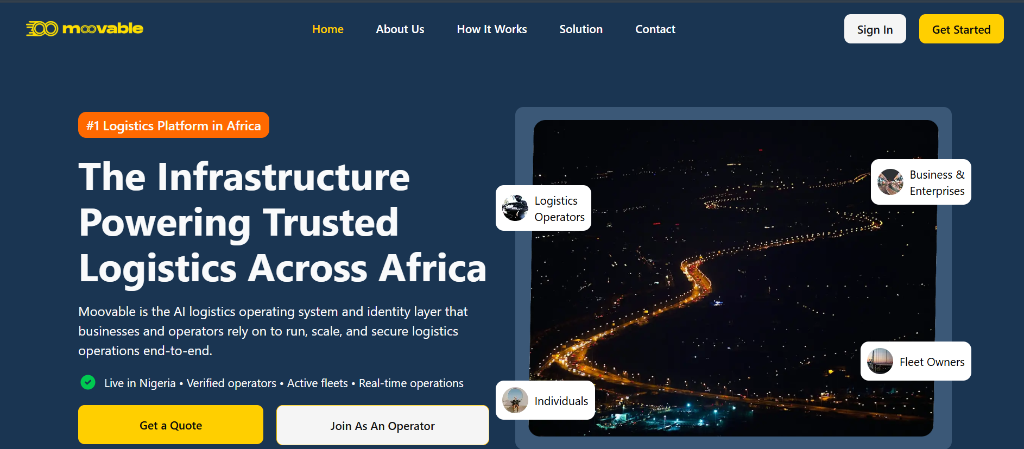 moovable
Home
About Us
How It Works
Solution
Contact
Sign In
Get Started
#1 Logistics Platform in Africa
The Infrastructure
Powering Trusted
Logistics Across Africa
Moovable is the AI logistics operating system and identity layer that
businesses and operators rely on to run, scale, and secure logistics
operations end-to-end.
Live in Nigeria • Verified operators • Active fleets • Real-time operations
Get a Quote
Join As An Operator
Logistics
Operators
Business &
Enterprises
Fleet Owners
Individuals